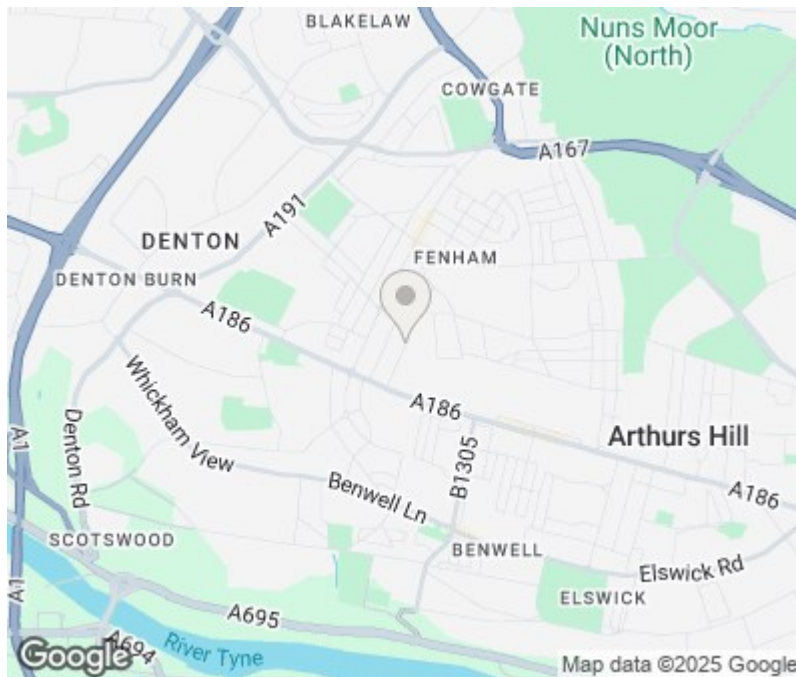 BLAKELAW
Nuns Moor
(North)
COWGATE
A167
A191
DENTON
FENHAM
DENTON BURN
A186
Whickham View
A186
Arthurs Hill
A1
Denton Rd
B1305
Benwell Ln
A186
SCOTSWOOD
BENWELL
Elswick Rd
ELSWICK
A1
A695
A694
River Tyne
Google
Map data ©2025 Google